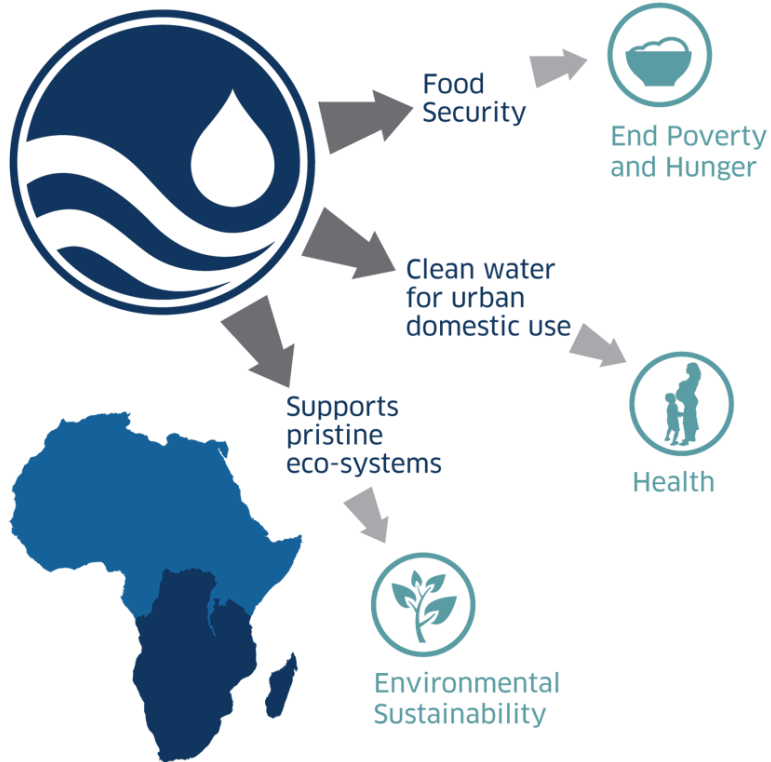 Food
Security
End Poverty
and Hunger
Clean water
for urban
domestic use
Health
Supports
pristine
eco-systems
Environmental
Sustainability